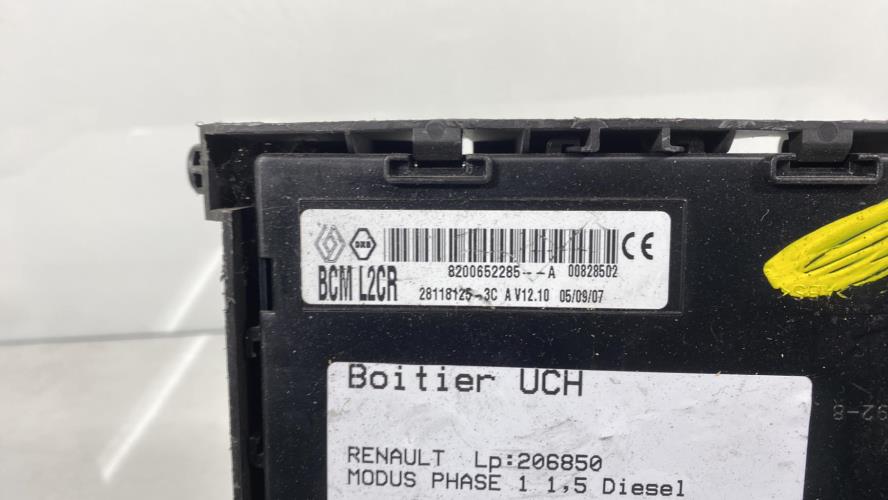 8200652285---A 00828502
BCM L2CR
28118125-3C A V12.10 05/09/07
CE
Boitier UCH
RENAULT Lp:206850
MODUS PHASE 1 1,5 Diesel